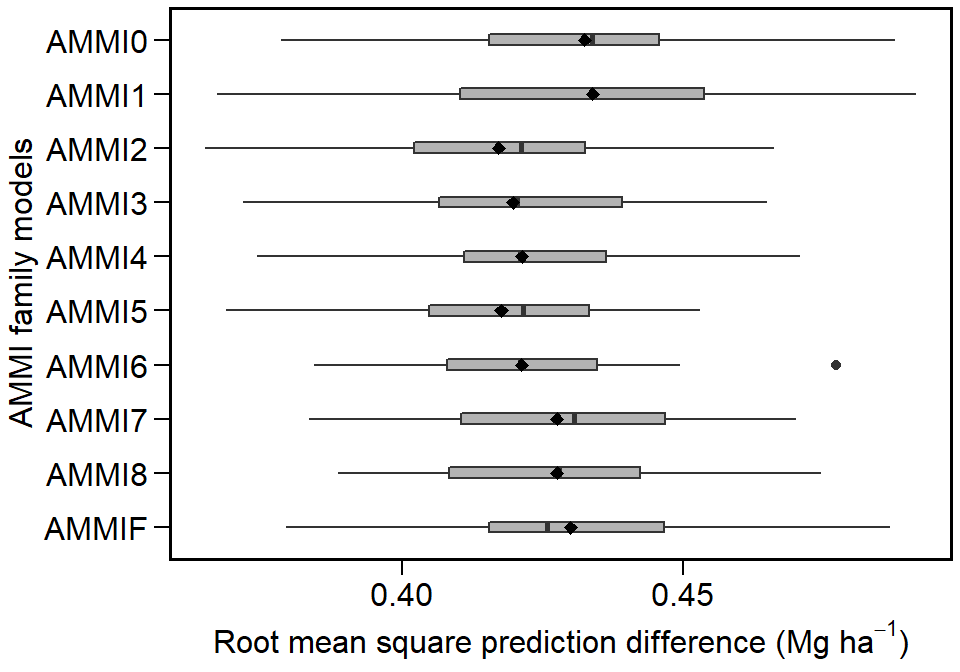 AMMI family models
AMMI0
AMMI1
AMMI2
AMMI3
AMMI4
AMMI5
AMMI6
AMMI7
AMMI8
AMMIF
0.40 0.45
Root mean square prediction difference (Mg ha⁻¹)